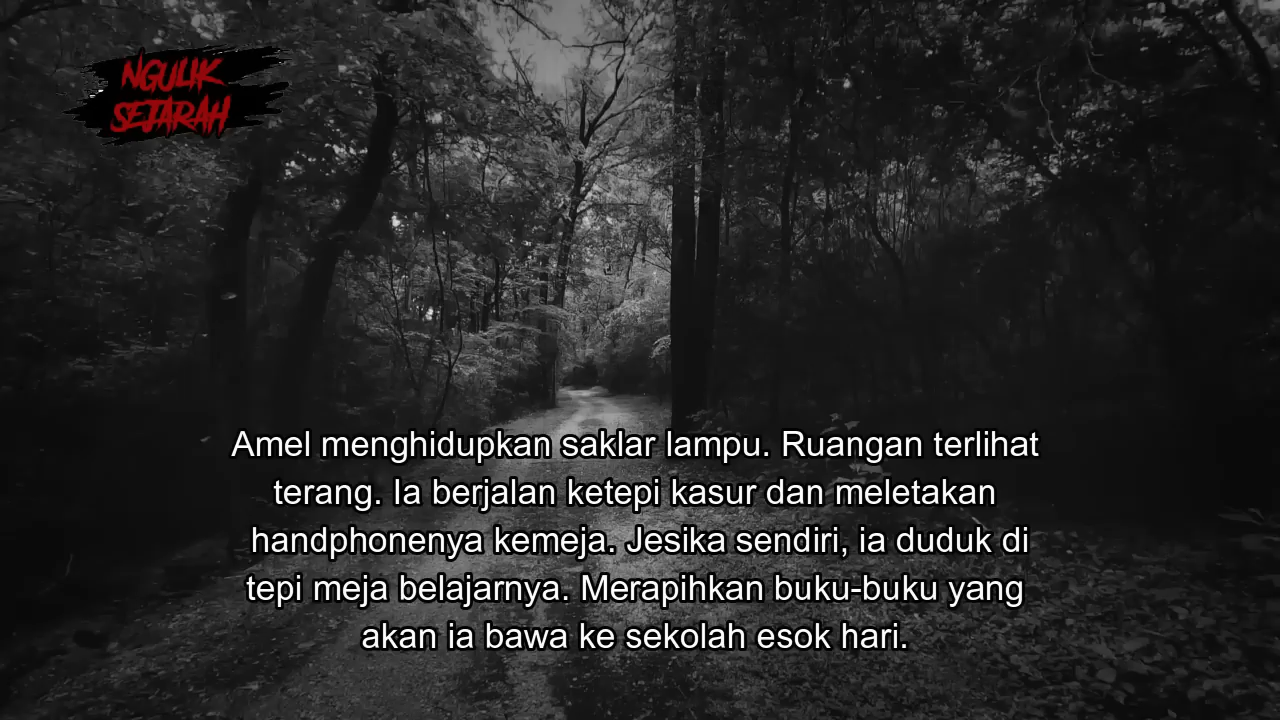 NGULIK
SEJARAH
Amel menghidupkan saklar lampu. Ruangan terlihat
terang. Ia berjalan ketepi kasur dan meletakan
handphonenya kemeja. Jesika sendiri, ia duduk di
tepi meja belajarnya. Merapihkan buku-buku yang
akan ia bawa ke sekolah esok hari.